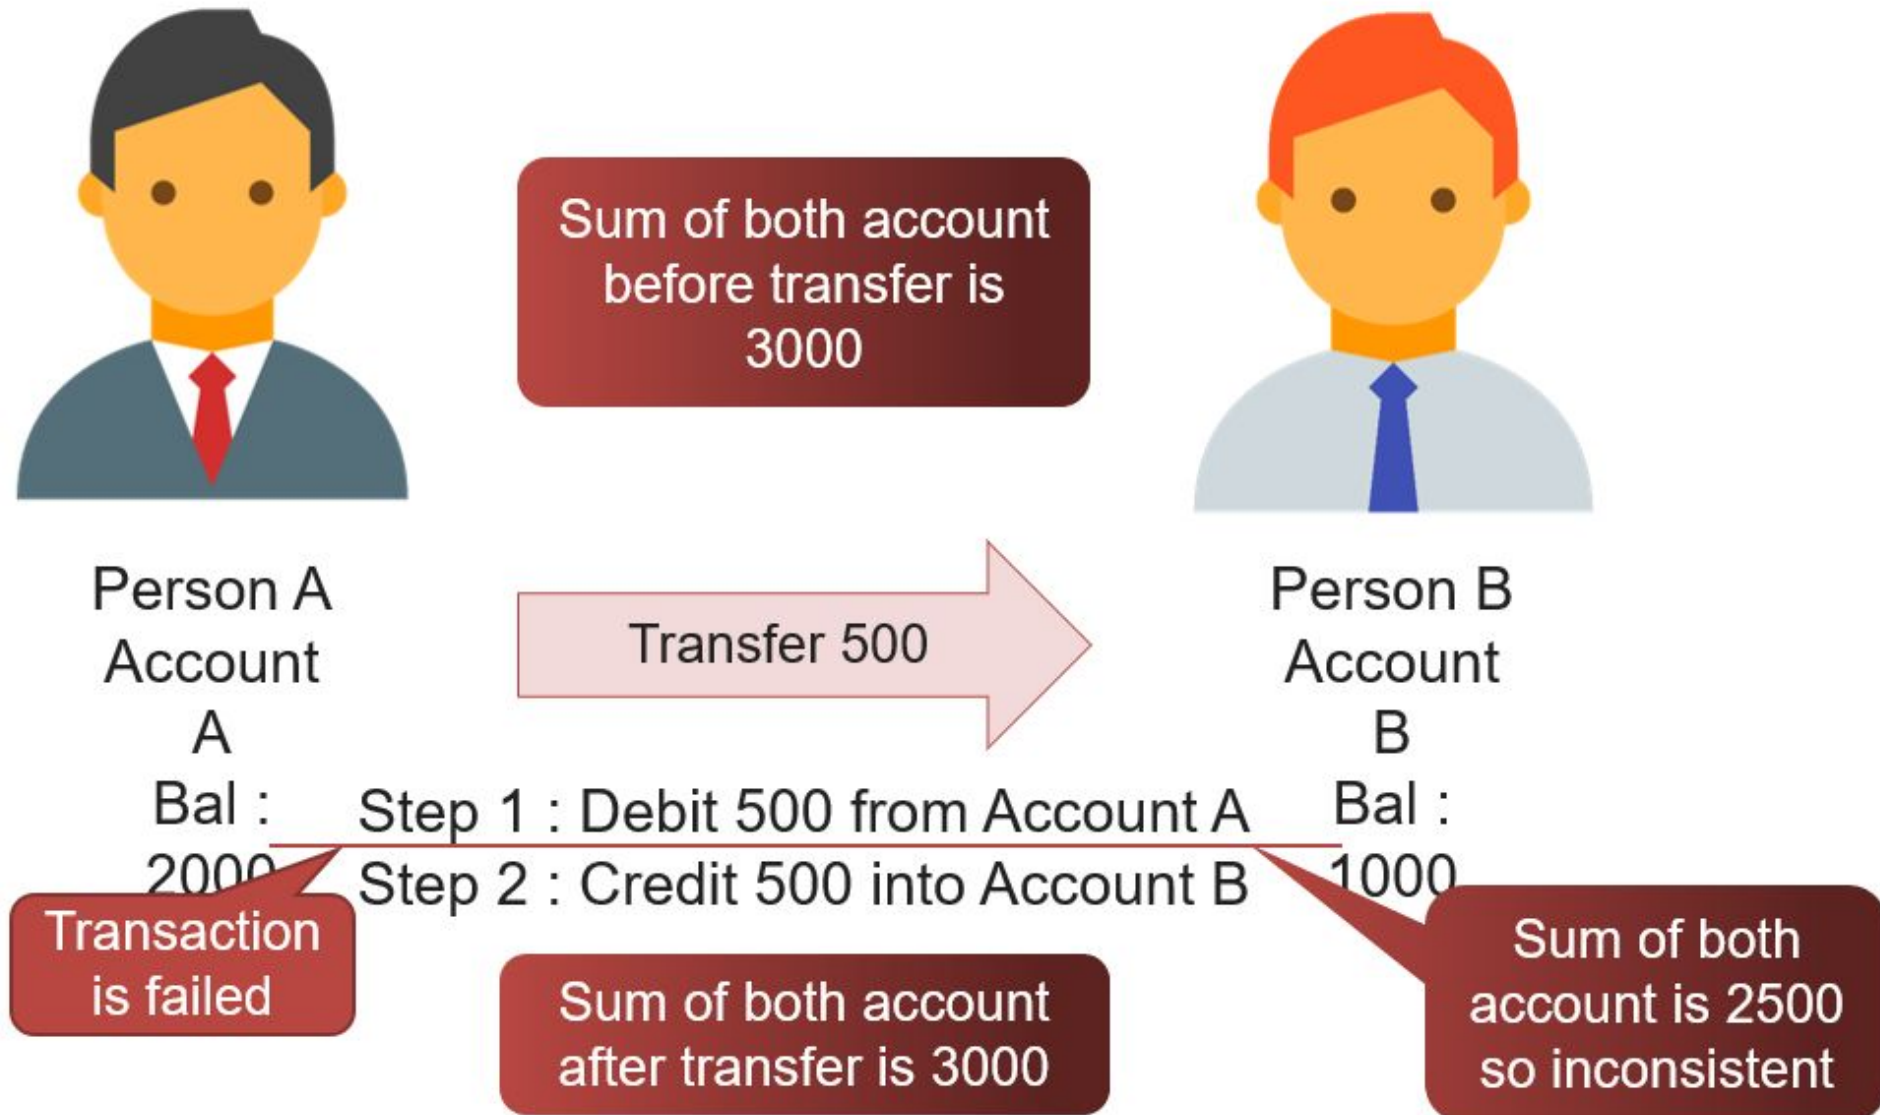 Sum of both account
before transfer is
3000
Person A
Account
A
Bal :
2000
Transfer 500
Person B
Account
B
Bal :
1000
Step 1 : Debit 500 from Account A
Step 2 : Credit 500 into Account B
Transaction
is failed
Sum of both account
after transfer is 3000
Sum of both
account is 2500
so inconsistent